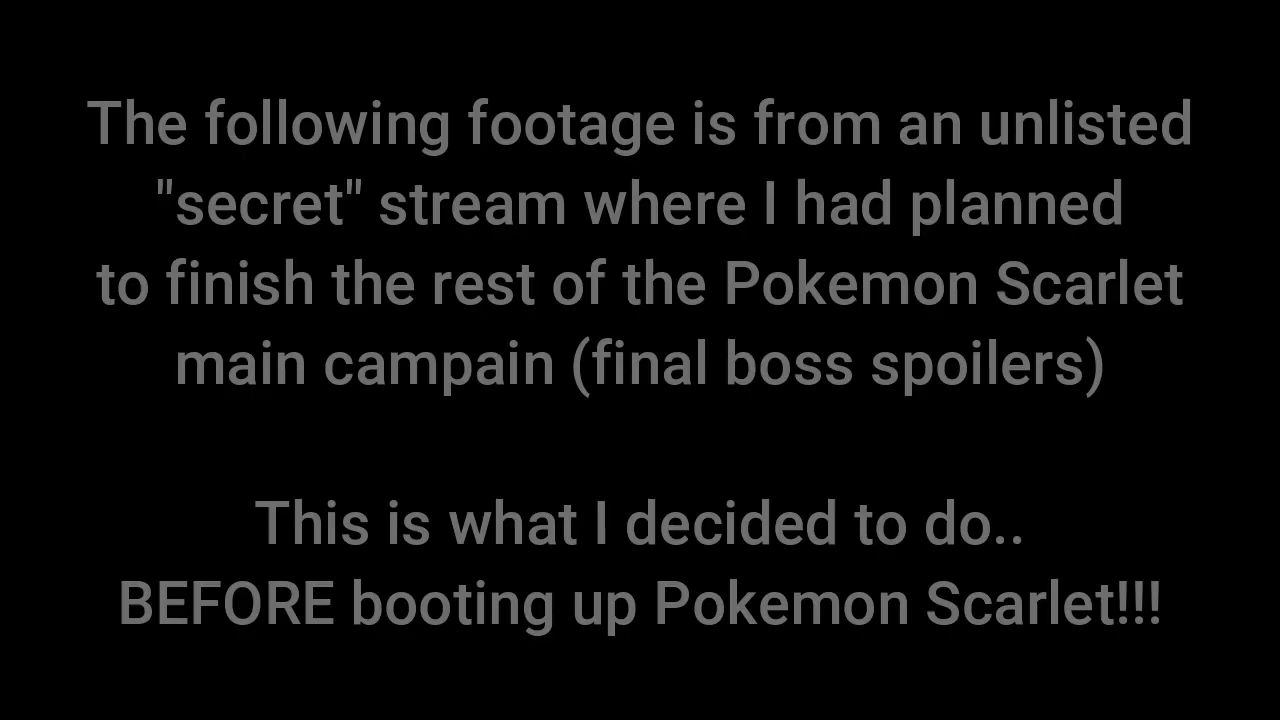 The following footage is from an unlisted
"secret" stream where I had planned
to finish the rest of the Pokemon Scarlet
main campain (final boss spoilers)
This is what I decided to do..
BEFORE booting up Pokemon Scarlet!!!